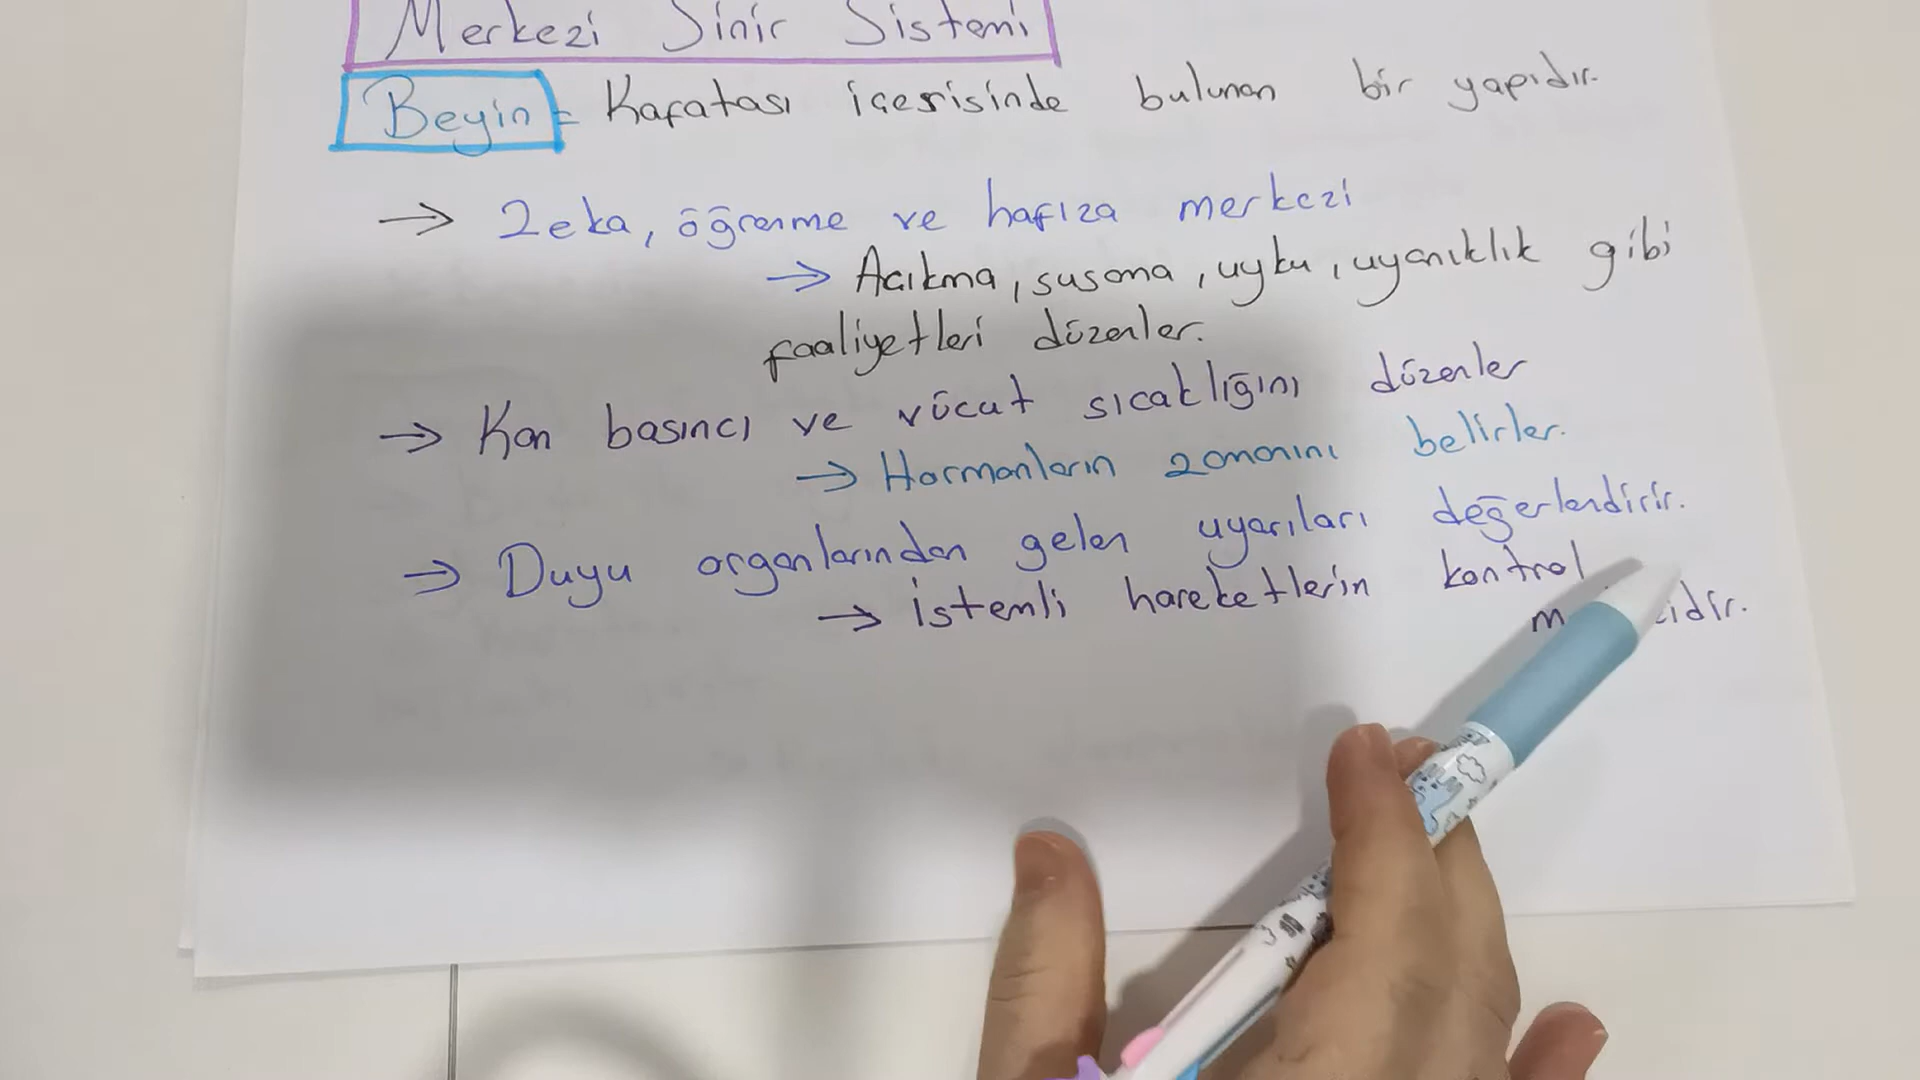 Merkezi Sinir Sistemi
Beyin = Kafatası içerisinde bulunan bir yapıdır.
→ Zeka, öğrenme ve hafıza merkezi
→ Acıkma, susama, uyku, uyanıklık gibi
faaliyetleri düzenler.
→ Kan basıncı ve vücut sıcaklığını düzenler
→ Hormanların zamanını belirler.
→ Duyu organlarından gelen uyarıları değerlendirir.
→ İstemli hareketlerin kontrol